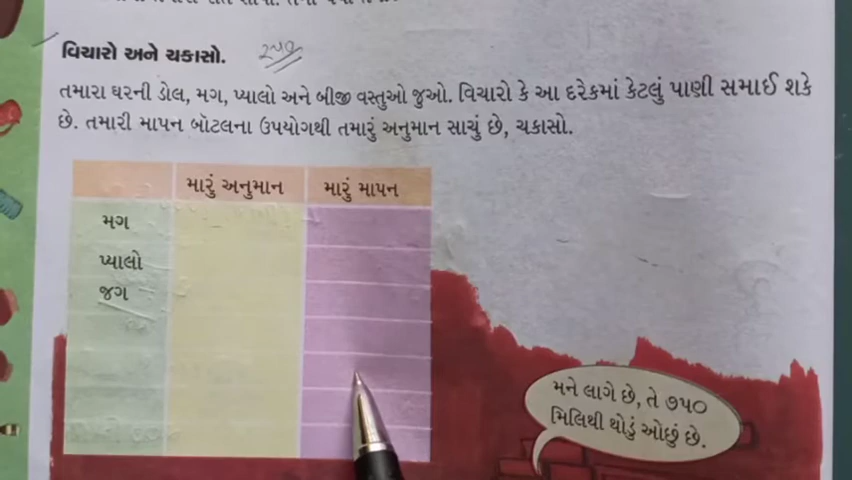 વિચારો અને ચકાસો. ૨૫૭
તમારા ઘરની ડોલ, મગ, પ્યાલો અને બીજી વસ્તુઓ જુઓ. વિચારો કે આ દરેકમાં કેટલું પાણી સમાઈ શકે
છે. તમારી માપન બૉટલના ઉપયોગથી તમારું અનુમાન સાચું છે, ચકાસો.
મારું અનુમાન મારું માપન
મગ
પ્યાલો
જગ
મને લાગે છે, તે ૭૫૦
મિલિથી થોડું ઓછું છે.